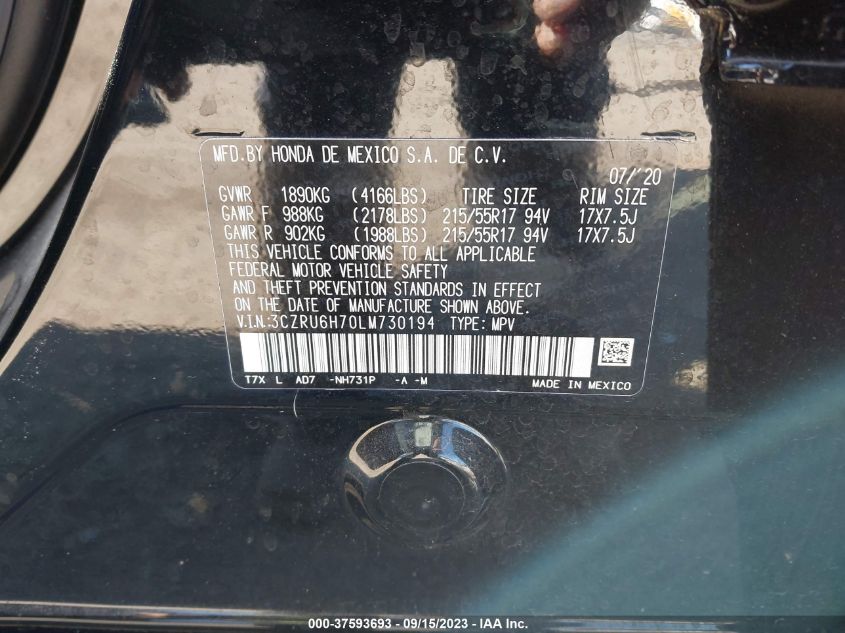 MFD.BY HONDA DE MEXICO S.A. DE C.V.
07/'20
GVWR 1890KG (4166LBS) TIRE SIZE RIM SIZE
GAWR F 988KG (2178LBS) 215/55R17 94V 17X7.5J
GAWR R 902KG (1988LBS) 215/55R17 94V 17X7.5J
THIS VEHICLE CONFORMS TO ALL APPLICABLE
FEDERAL MOTOR VEHICLE SAFETY
AND THEFT PREVENTION STANDARDS IN EFFECT
ON THE DATE OF MANUFACTURE SHOWN ABOVE.
V.I.N:3CZRU6H70LM730194 TYPE: MPV
T7X L AD7 -NH731P -A -M MADE IN MEXICO
000-37593693 - 09/15/2023 - IAA Inc.